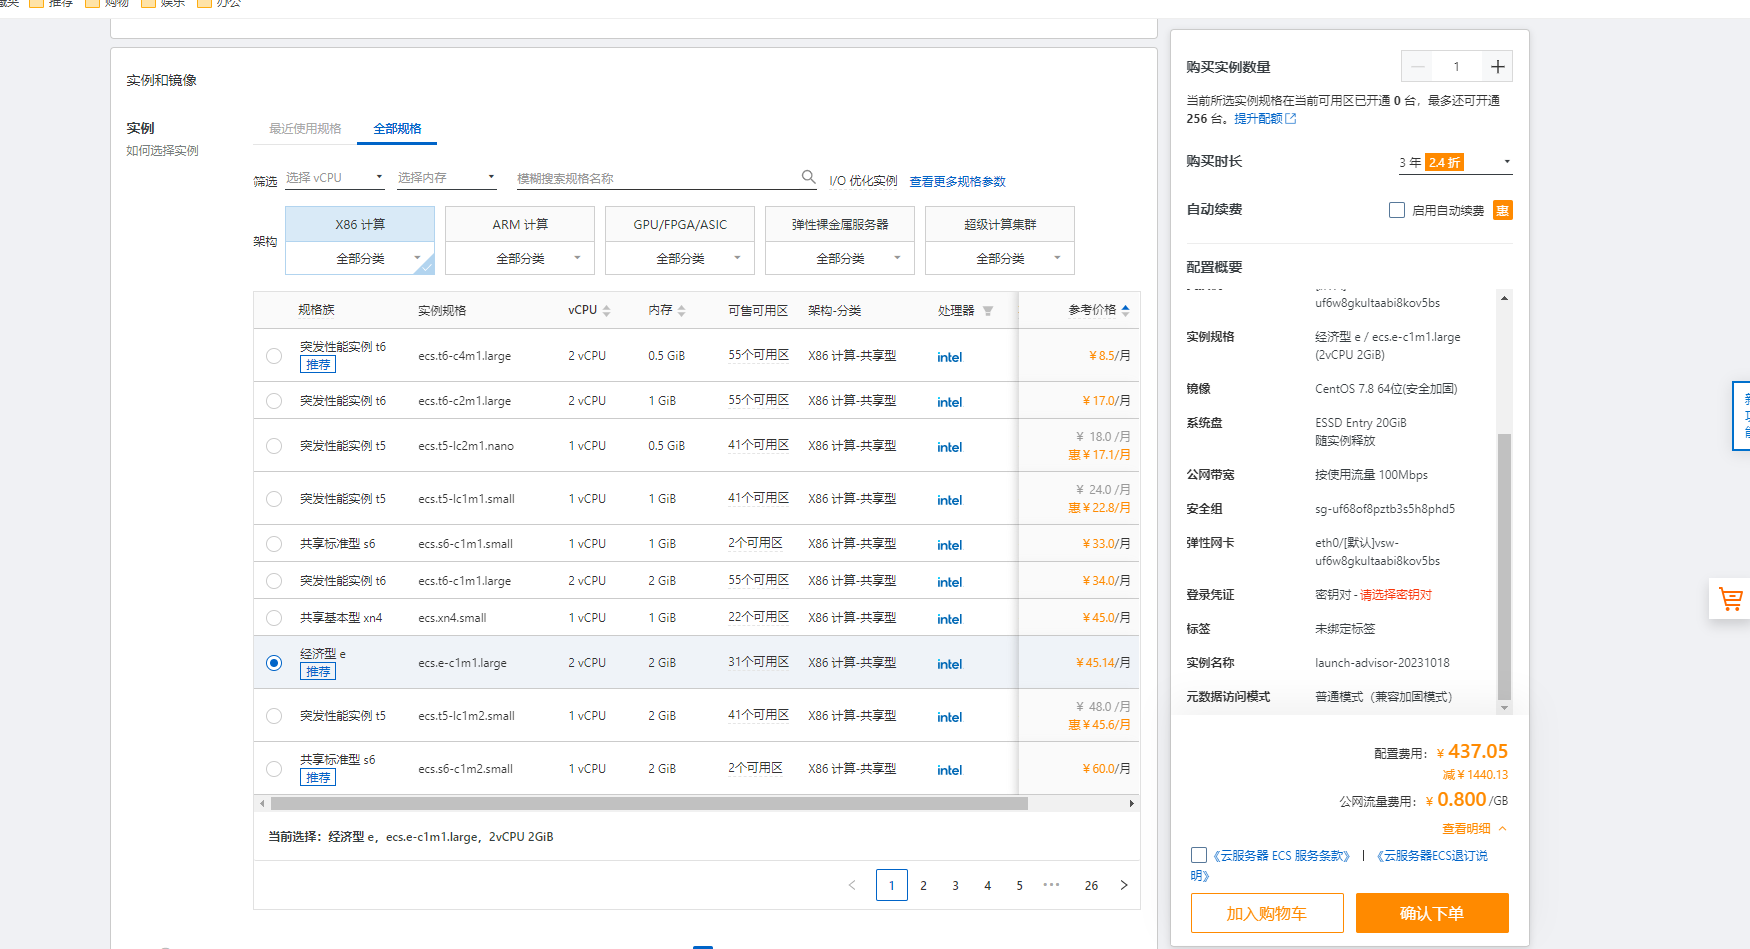 推荐 购物 娱乐 办公
实例和镜像
实例
如何选择实例
最近使用规格 全部规格
筛选 选择 vCPU 选择内存 模糊搜索规格名称 I/O 优化实例 查看更多规格参数
架构
X86 计算 ARM 计算 GPU/FPGA/ASIC 弹性裸金属服务器 超级计算集群
全部分类 全部分类 全部分类 全部分类 全部分类
规格族 实例规格 vCPU 内存 可售可用区 架构-分类 处理器 参考价格
突发性能实例 t6
推荐
ecs.t6-c4m1.large 2 vCPU 0.5 GiB 55个可用区 X86 计算-共享型 intel ¥8.5/月
突发性能实例 t6 ecs.t6-c2m1.large 2 vCPU 1 GiB 55个可用区 X86 计算-共享型 intel ¥17.0/月
突发性能实例 t5 ecs.t5-lc2m1.nano 1 vCPU 0.5 GiB 41个可用区 X86 计算-共享型 intel ¥ 18.0 /月
惠¥17.1/月
突发性能实例 t5 ecs.t5-lc1m1.small 1 vCPU 1 GiB 41个可用区 X86 计算-共享型 intel ¥ 24.0 /月
惠¥22.8/月
共享标准型 s6 ecs.s6-c1m1.small 1 vCPU 1 GiB 2个可用区 X86 计算-共享型 intel ¥33.0/月
突发性能实例 t6 ecs.t6-c1m1.large 2 vCPU 2 GiB 55个可用区 X86 计算-共享型 intel ¥34.0/月
共享基本型 xn4 ecs.xn4.small 1 vCPU 1 GiB 22个可用区 X86 计算-共享型 intel ¥45.0/月
经济型 e
推荐
ecs.e-c1m1.large 2 vCPU 2 GiB 31个可用区 X86 计算-共享型 intel ¥45.14/月
突发性能实例 t5 ecs.t5-lc1m2.small 1 vCPU 2 GiB 41个可用区 X86 计算-共享型 intel ¥ 48.0 /月
惠¥45.6/月
共享标准型 s6
推荐
ecs.s6-c1m2.small 1 vCPU 2 GiB 2个可用区 X86 计算-共享型 intel ¥60.0/月
当前选择：经济型 e，ecs.e-c1m1.large，2vCPU 2GiB
< 1 2 3 4 5 ••• 26 >
购买实例数量 1
当前所选实例规格在当前可用区已开通 0 台，最多还可开通
256 台。提升配额
购买时长 3 年 2.4 折
自动续费 启用自动续费 惠
配置概要
uf6w8gkultaabi8kov5bs
实例规格 经济型 e / ecs.e-c1m1.large
(2vCPU 2GiB)
镜像 CentOS 7.8 64位(安全加固)
系统盘 ESSD Entry 20GiB
随实例释放
公网带宽 按使用流量 100Mbps
安全组 sg-uf68of8pztb3s5h8phd5
弹性网卡 eth0/[默认]vsw-
uf6w8gkultaabi8kov5bs
登录凭证 密钥对 - 请选择密钥对
标签 未绑定标签
实例名称 launch-advisor-20231018
元数据访问模式 普通模式（兼容加固模式）
配置费用：¥ 437.05
减¥1440.13
公网流量费用：¥ 0.800 /GB
查看明细
《云服务器 ECS 服务条款》 | 《云服务器ECS退订说
明》
加入购物车 确认下单